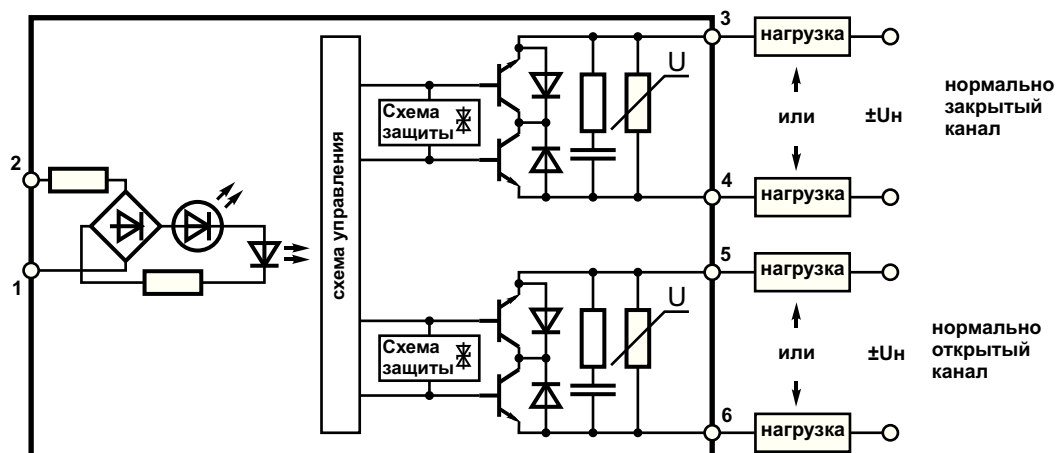 3
нагрузка
U
нормально
закрытый
канал
Схема
защиты
или
±Uн
2
4
нагрузка
схема управления
1
5
нагрузка
U
нормально
открытый
канал
Схема
защиты
или
±Uн
6
нагрузка